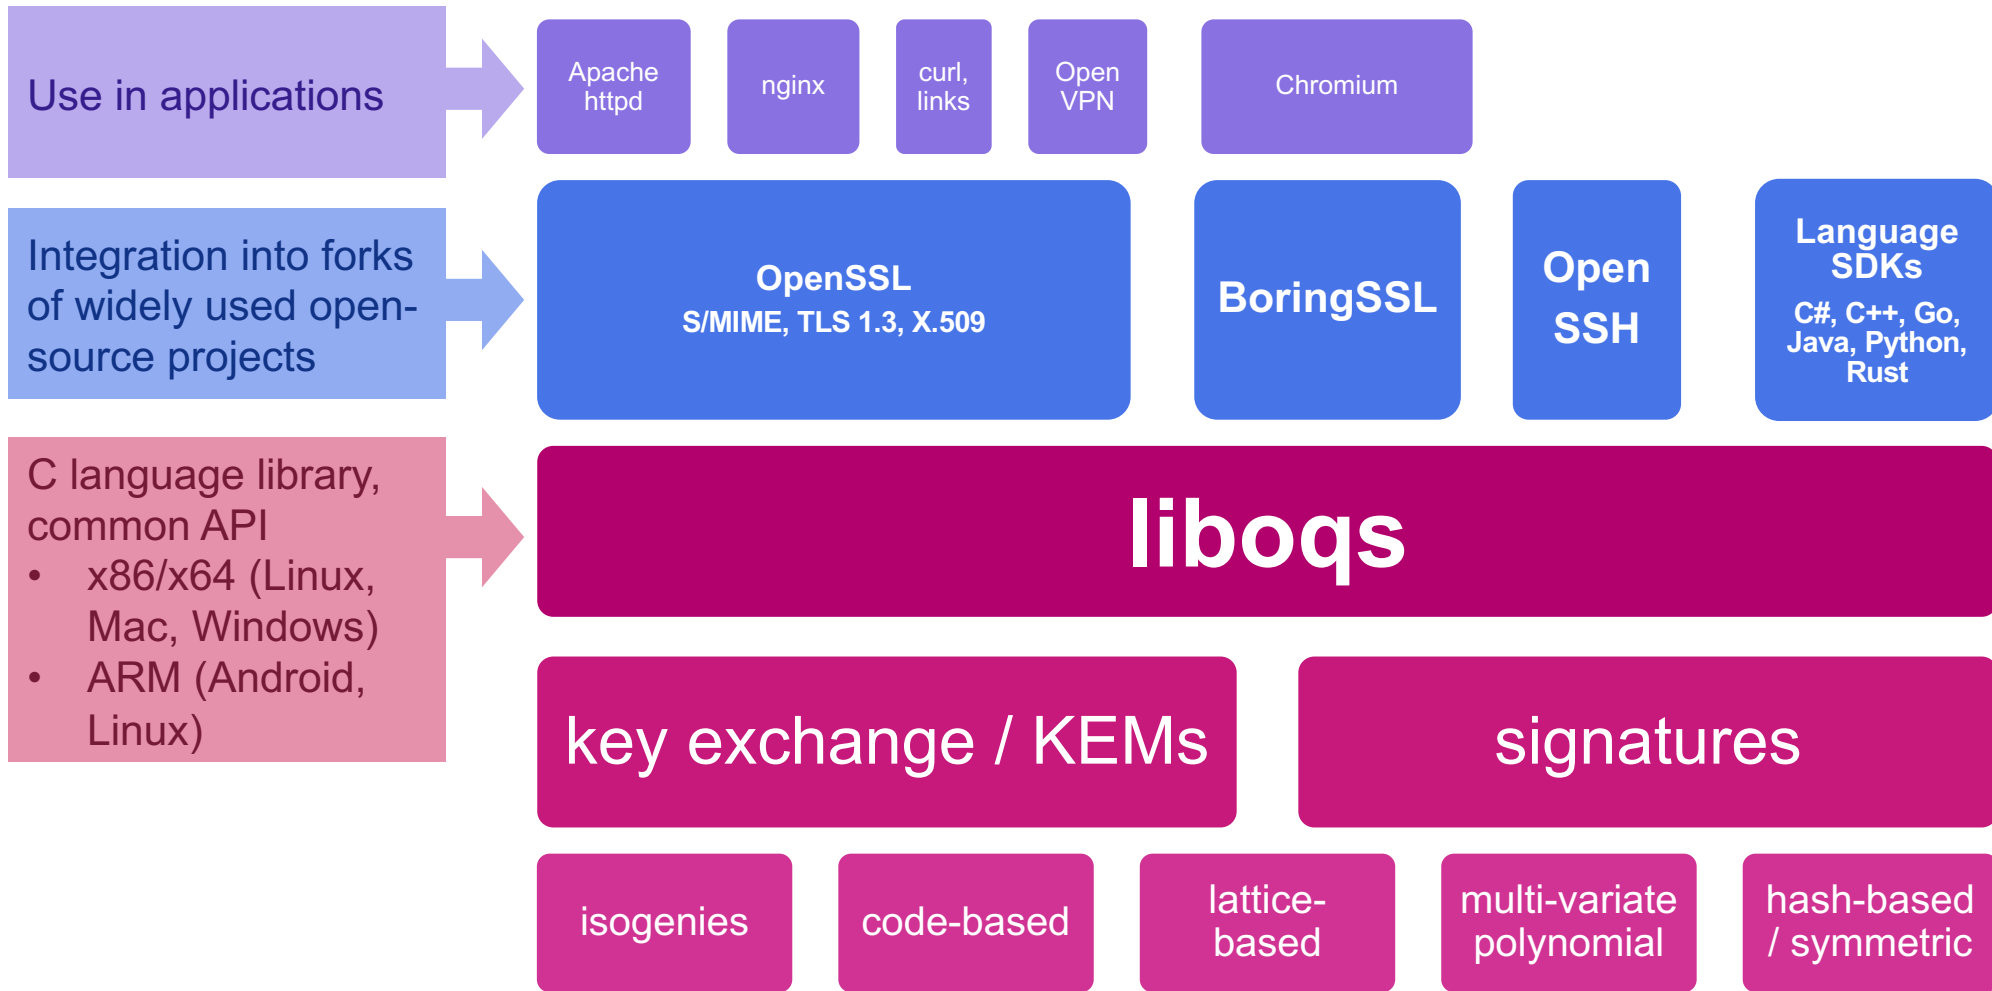 Use in applications
Apache
httpd
nginx
curl,
links
Open
VPN
Chromium
Integration into forks
of widely used open-
source projects
OpenSSL
S/MIME, TLS 1.3, X.509
BoringSSL
Open
SSH
Language
SDKs
C#, C++, Go,
Java, Python,
Rust
C language library,
common API
• x86/x64 (Linux,
Mac, Windows)
• ARM (Android,
Linux)
liboqs
key exchange / KEMs
signatures
isogenies
code-based
lattice-
based
multi-variate
polynomial
hash-based
/ symmetric